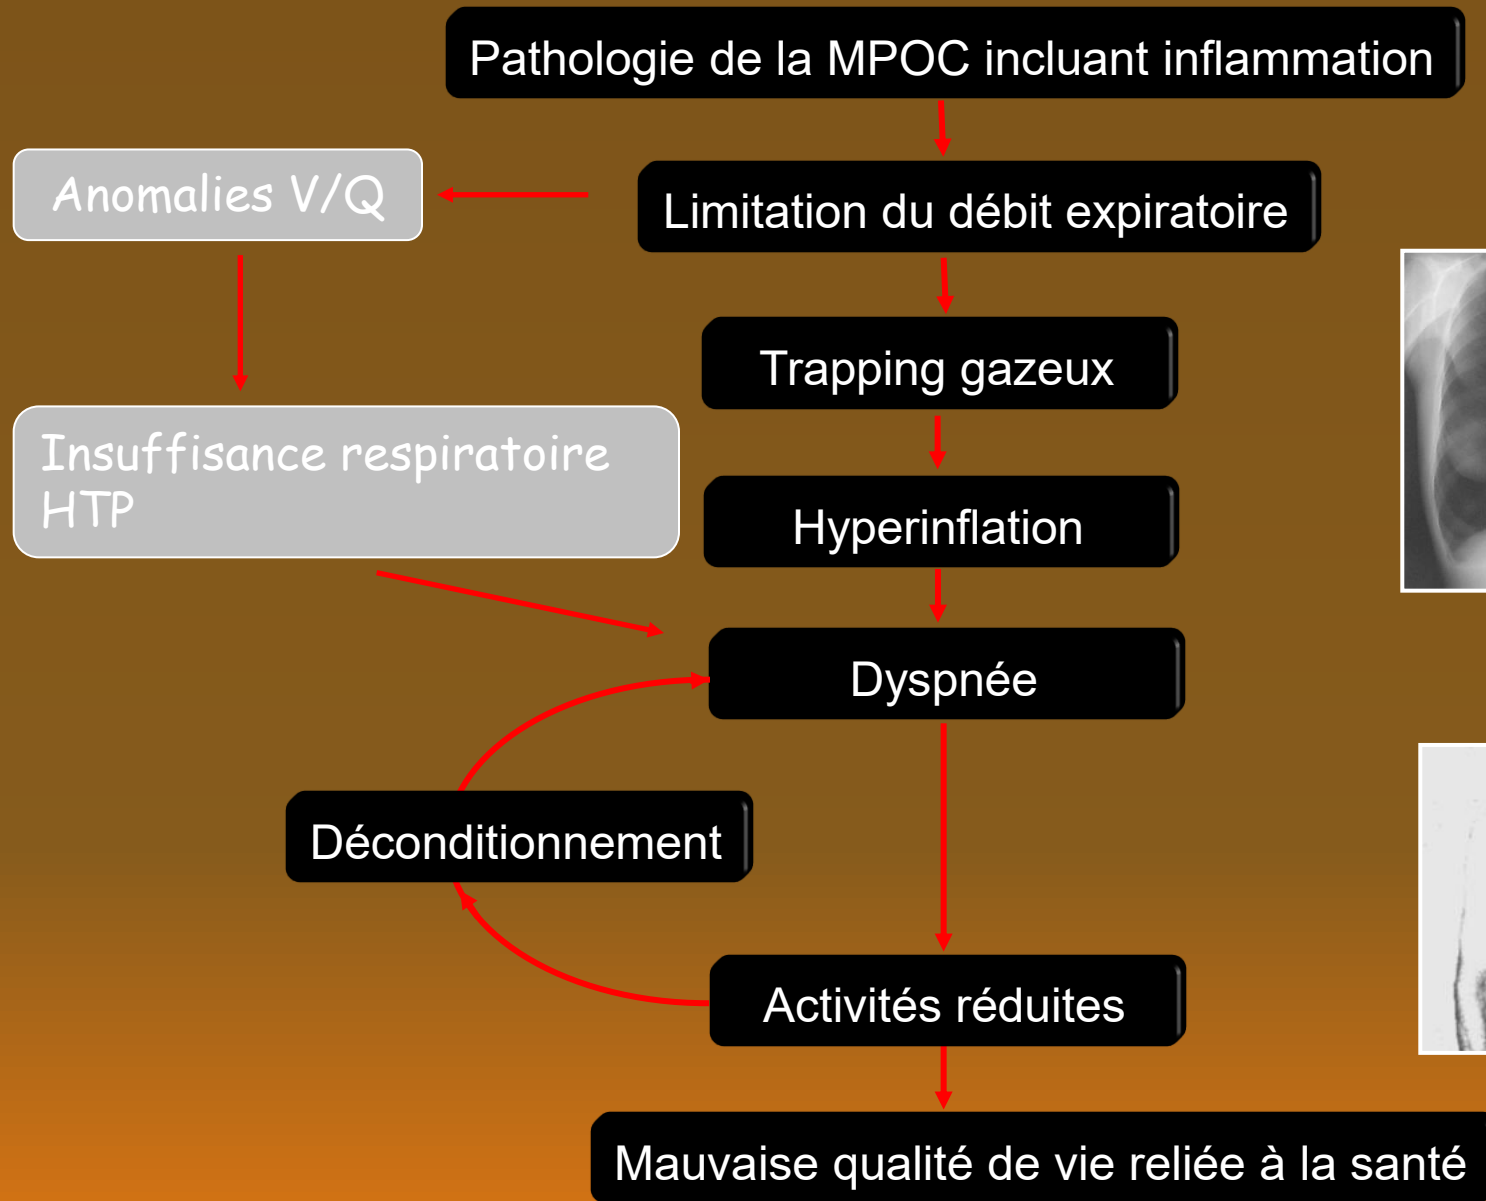 Pathologie de la MPOC incluant inflammation
Anomalies V/Q
Limitation du débit expiratoire
Trapping gazeux
Insuffisance respiratoire
HTP
Hyperinflation
Dyspnée
Déconditionnement
Activités réduites
Mauvaise qualité de vie reliée à la santé